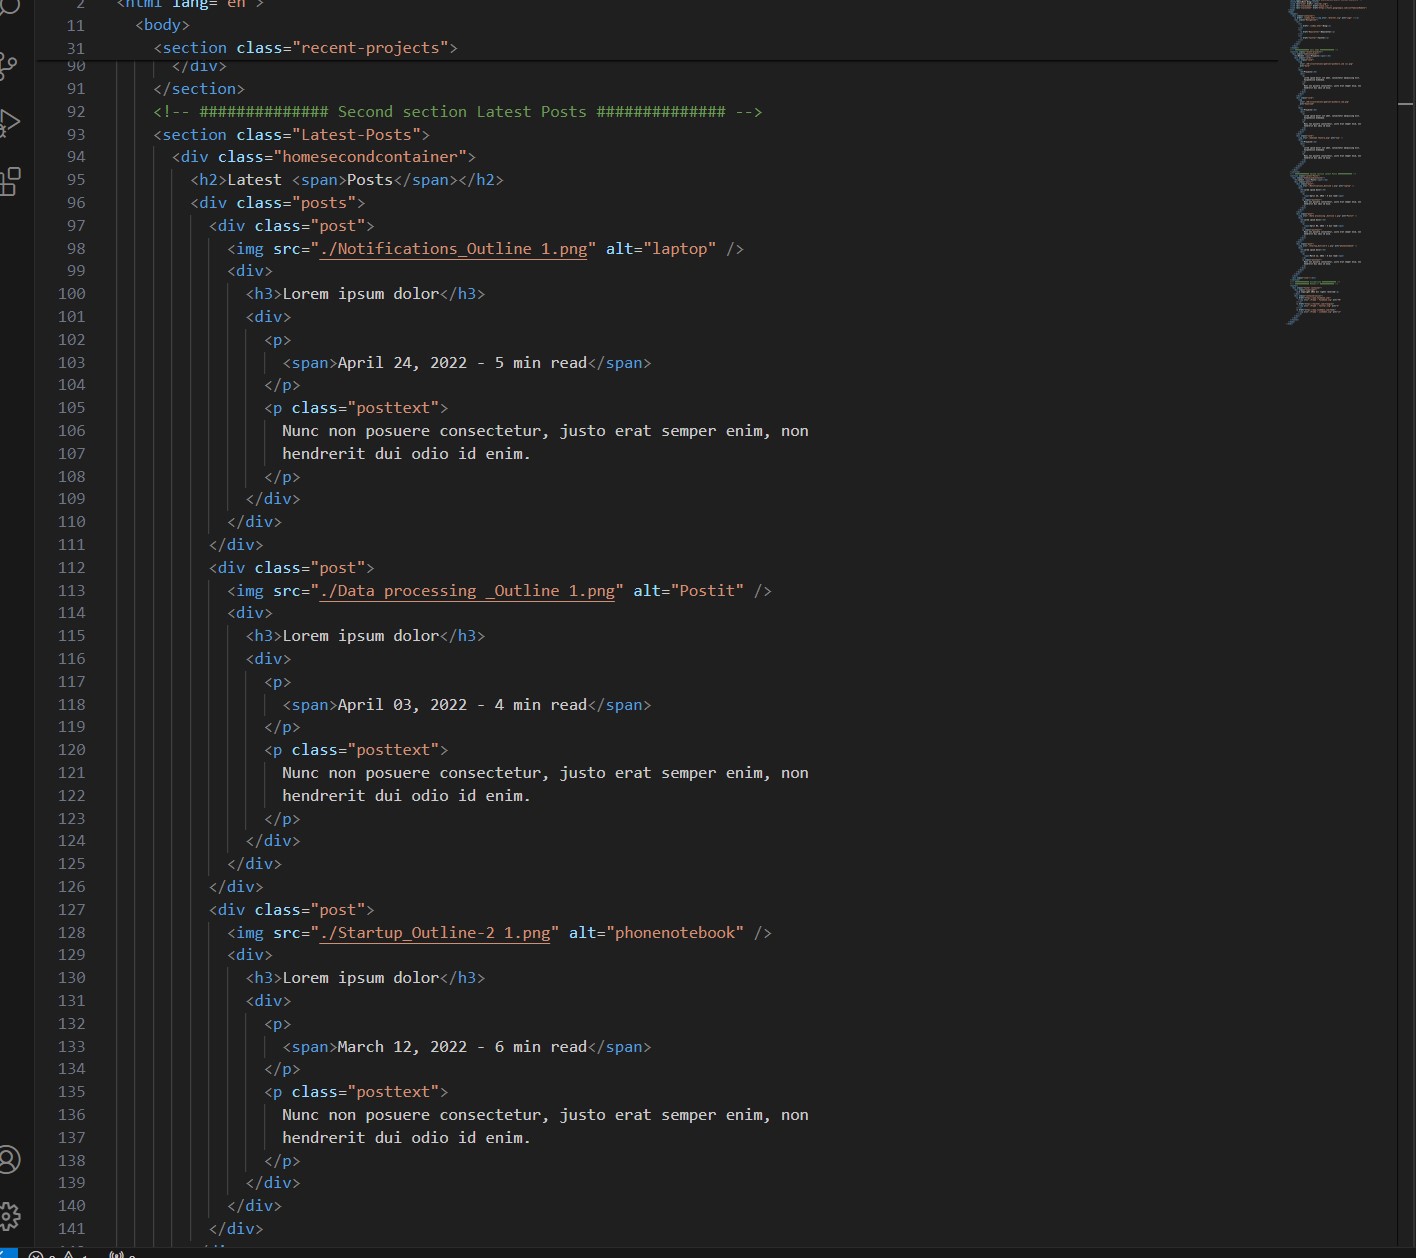 2 <html lang="en">
11 <body>
31 <section class="recent-projects">
90 </div>
91 </section>
92 <!-- ############## Second section Latest Posts ############## -->
93 <section class="Latest-Posts">
94 <div class="homesecondcontainer">
95 <h2>Latest <span>Posts</span></h2>
96 <div class="posts">
97 <div class="post">
98 <img src="./Notifications_Outline 1.png" alt="laptop" />
99 <div>
100 <h3>Lorem ipsum dolor</h3>
101 <div>
102 <p>
103 <span>April 24, 2022 - 5 min read</span>
104 </p>
105 <p class="posttext">
106 Nunc non posuere consectetur, justo erat semper enim, non
107 hendrerit dui odio id enim.
108 </p>
109 </div>
110 </div>
111 </div>
112 <div class="post">
113 <img src="./Data processing _Outline 1.png" alt="Postit" />
114 <div>
115 <h3>Lorem ipsum dolor</h3>
116 <div>
117 <p>
118 <span>April 03, 2022 - 4 min read</span>
119 </p>
120 <p class="posttext">
121 Nunc non posuere consectetur, justo erat semper enim, non
122 hendrerit dui odio id enim.
123 </p>
124 </div>
125 </div>
126 </div>
127 <div class="post">
128 <img src="./Startup_Outline-2 1.png" alt="phonenotebook" />
129 <div>
130 <h3>Lorem ipsum dolor</h3>
131 <div>
132 <p>
133 <span>March 12, 2022 - 6 min read</span>
134 </p>
135 <p class="posttext">
136 Nunc non posuere consectetur, justo erat semper enim, non
137 hendrerit dui odio id enim.
138 </p>
139 </div>
140 </div>
141 </div>